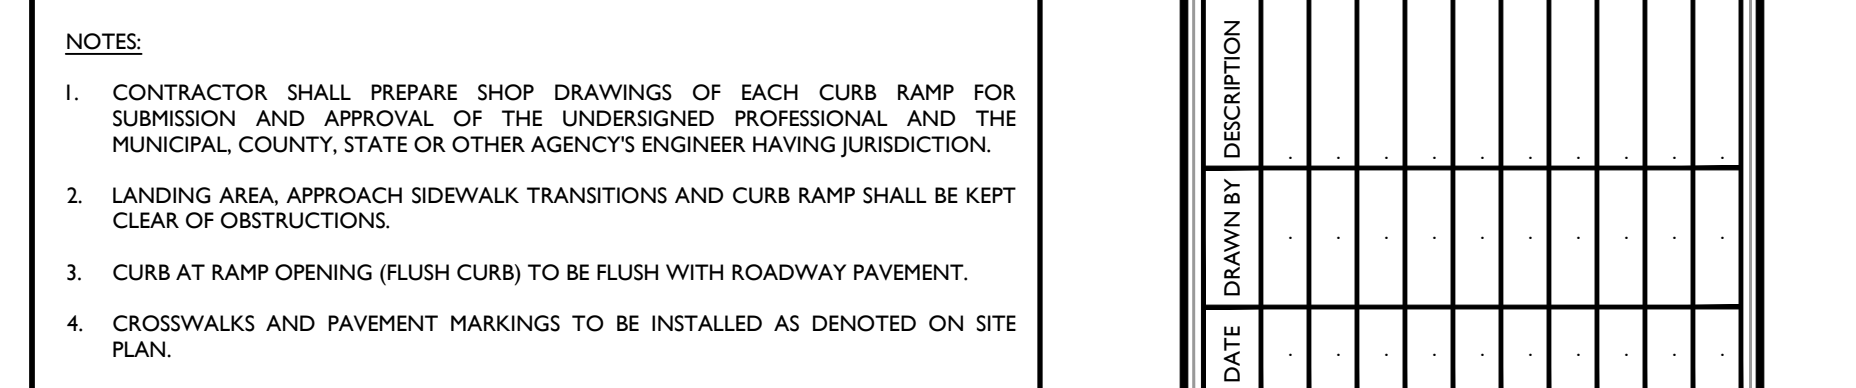 NOTES:
1. CONTRACTOR SHALL PREPARE SHOP DRAWINGS OF EACH CURB RAMP FOR
SUBMISSION AND APPROVAL OF THE UNDERSIGNED PROFESSIONAL AND THE
MUNICIPAL, COUNTY, STATE OR OTHER AGENCY'S ENGINEER HAVING JURISDICTION.
2. LANDING AREA, APPROACH SIDEWALK TRANSITIONS AND CURB RAMP SHALL BE KEPT
CLEAR OF OBSTRUCTIONS.
3. CURB AT RAMP OPENING (FLUSH CURB) TO BE FLUSH WITH ROADWAY PAVEMENT.
4. CROSSWALKS AND PAVEMENT MARKINGS TO BE INSTALLED AS DENOTED ON SITE
PLAN.
DESCRIPTION
DRAWN BY
DATE